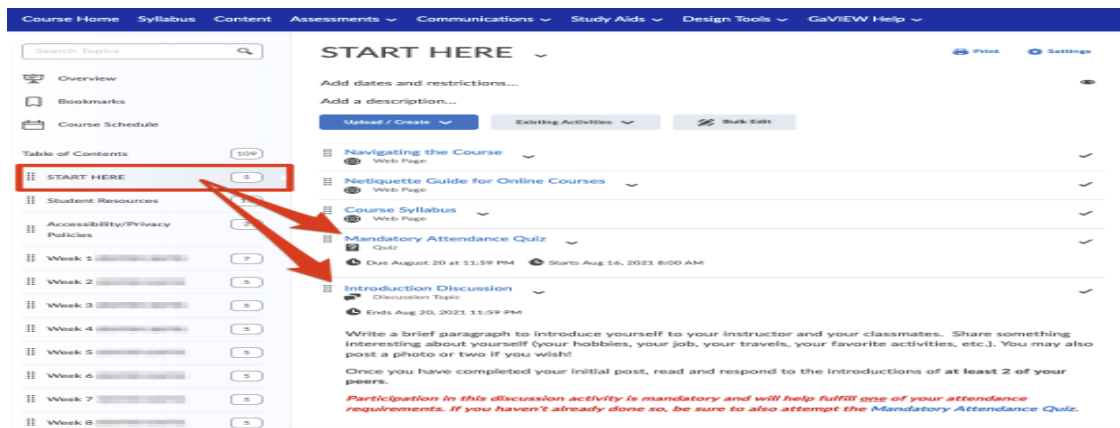 Course Home Syllabus Content Assessments Communications Study Aids Design Tools GaVIEW Help
Search Topics
Overview
Bookmarks
Course Schedule
Table of Contents 109
START HERE 5
Student Resources
Accessibility/Privacy
Policies
Week 1 7
Week 2 5
Week 3 5
Week 4 5
Week 5 5
Week 6 5
Week 7 5
Week 8 5
START HERE
Print Settings
Add dates and restrictions...
Add a description...
Upload / Create Existing Activities Bulk Edit
Navigating the Course
Web Page
Netiquette Guide for Online Courses
Web Page
Course Syllabus
Web Page
Mandatory Attendance Quiz
Quiz
Due August 20 at 11:59 PM Starts Aug 16, 2021 8:00 AM
Introduction Discussion
Discussion Topic
Ends Aug 20, 2021 11:59 PM
Write a brief paragraph to introduce yourself to your instructor and your classmates. Share something
interesting about yourself (your hobbies, your job, your travels, your favorite activities, etc.). You may also
post a photo or two if you wish!
Once you have completed your initial post, read and respond to the introductions of at least 2 of your
peers.
Participation in this discussion activity is mandatory and will help fulfill one of your attendance
requirements. If you haven't already done so, be sure to also attempt the Mandatory Attendance Quiz.